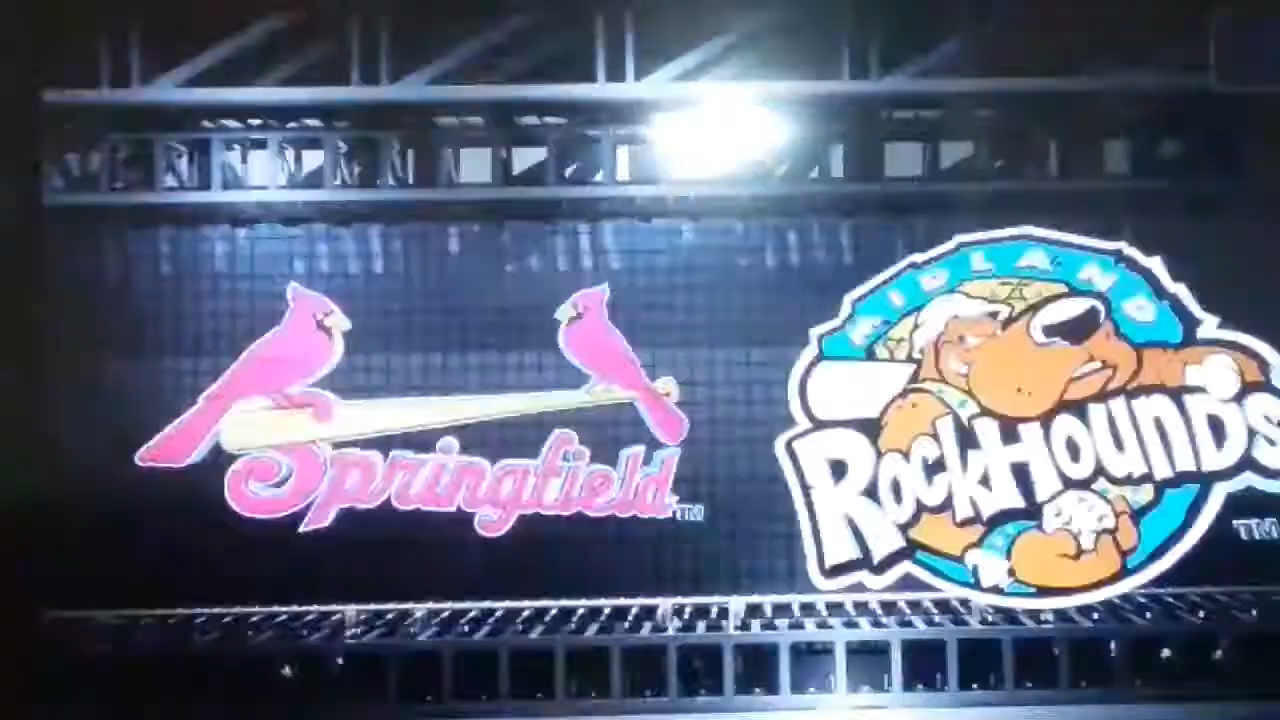 Springfield
TM
MIDLAND
ROCKHOUNDS
TM